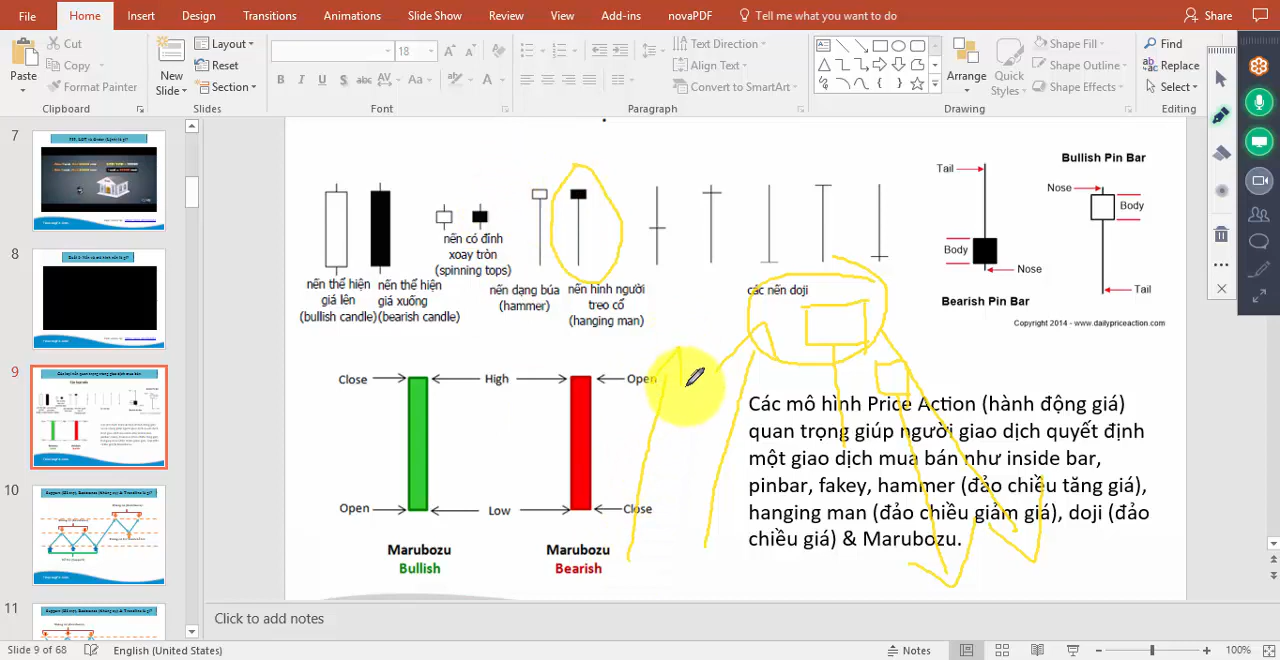 File Home Insert Design Transitions Animations Slide Show Review View Add-ins novaPDF Tell me what you want to do Share
Paste
Cut
Copy
Format Painter
Clipboard
New
Slide
Layout
Reset
Section
Slides
18
B I U S abc AV Aa A
Font
Text Direction
Align Text
Convert to SmartArt
Paragraph
Arrange
Quick
Styles
Shape Fill
Shape Outline
Shape Effects
Drawing
Find
Replace
Select
Editing
7
8
9
10
11
nến thể hiện
giá lên
(bullish candle)
nến thể hiện
giá xuống
(bearish candle)
nến có đỉnh
xoay tròn
(spinning tops)
nến dạng búa
(hammer)
nến hình người
treo cổ
(hanging man)
các nến doji
Tail
Body
Nose
Bearish Pin Bar
Bullish Pin Bar
Nose
Body
Tail
Copyright 2014 - www.dailypriceaction.com
Close High Open
Open Low Close
Marubozu
Bullish
Marubozu
Bearish
Các mô hình Price Action (hành động giá)
quan trọng giúp người giao dịch quyết định
một giao dịch mua bán như inside bar,
pinbar, fakey, hammer (đảo chiều tăng giá),
hanging man (đảo chiều giảm giá), doji (đảo
chiều giá) & Marubozu.
Click to add notes
Slide 9 of 68 English (United States) Notes 100%